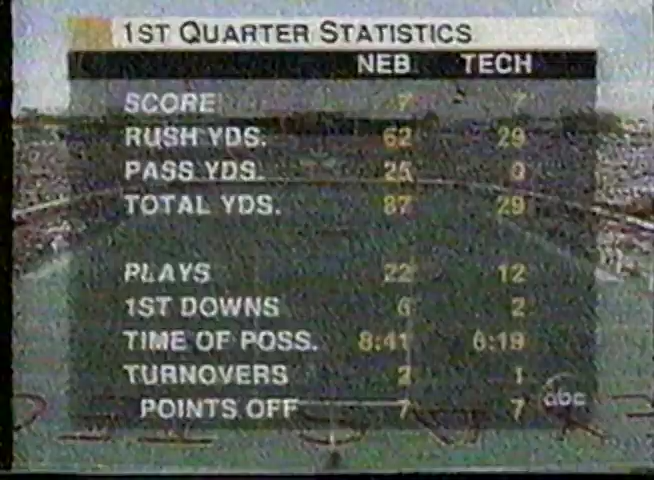 1ST QUARTER STATISTICS
NEB TECH
SCORE 7 7
RUSH YDS. 62 29
PASS YDS. 25 0
TOTAL YDS. 87 29
PLAYS 22 12
1ST DOWNS 6 2
TIME OF POSS. 8:41 6:19
TURNOVERS 2 1
POINTS OFF 7 7
abc